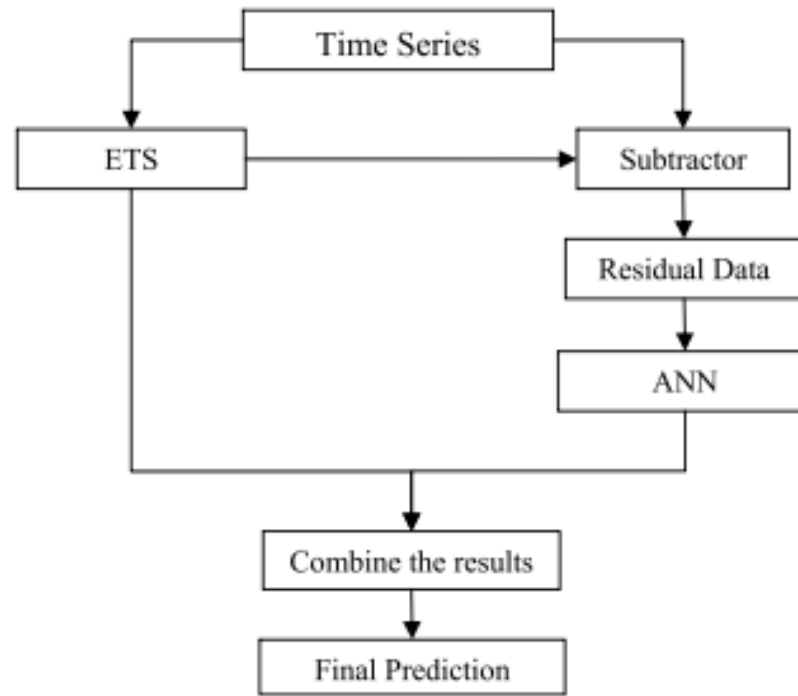 Time Series
ETS
Subtractor
Residual Data
ANN
Combine the results
Final Prediction